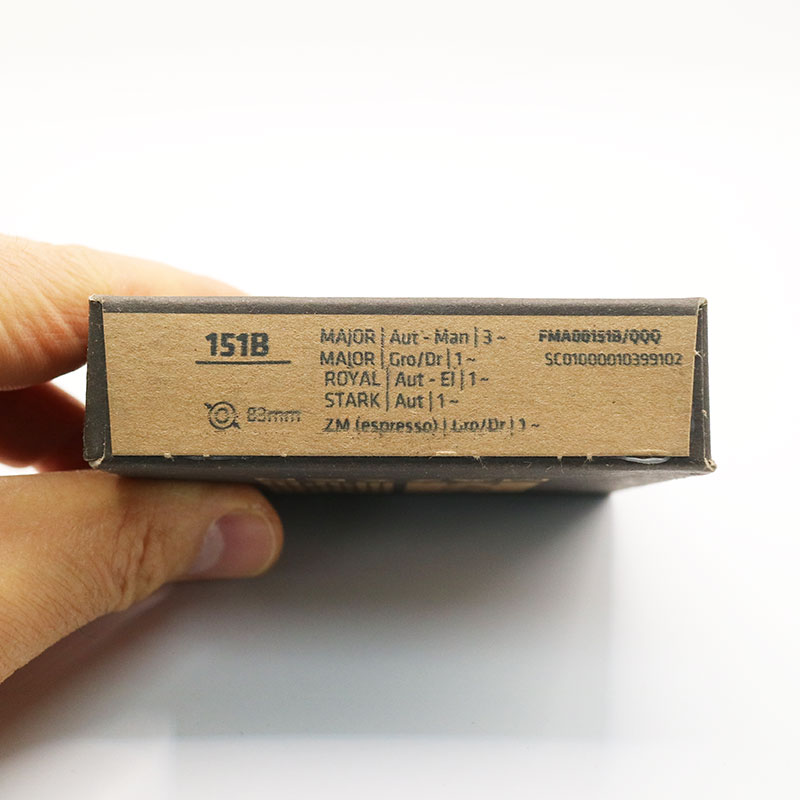 151B
83mm
MAJOR | Aut - Man | 3 ~
MAJOR | Gro/Dr | 1 ~
ROYAL | Aut - El | 1 ~
STARK | Aut | 1 ~
ZM (espresso) | Gro/Dr | 1 ~
FMA00151B/QQQ
SC01000010399102